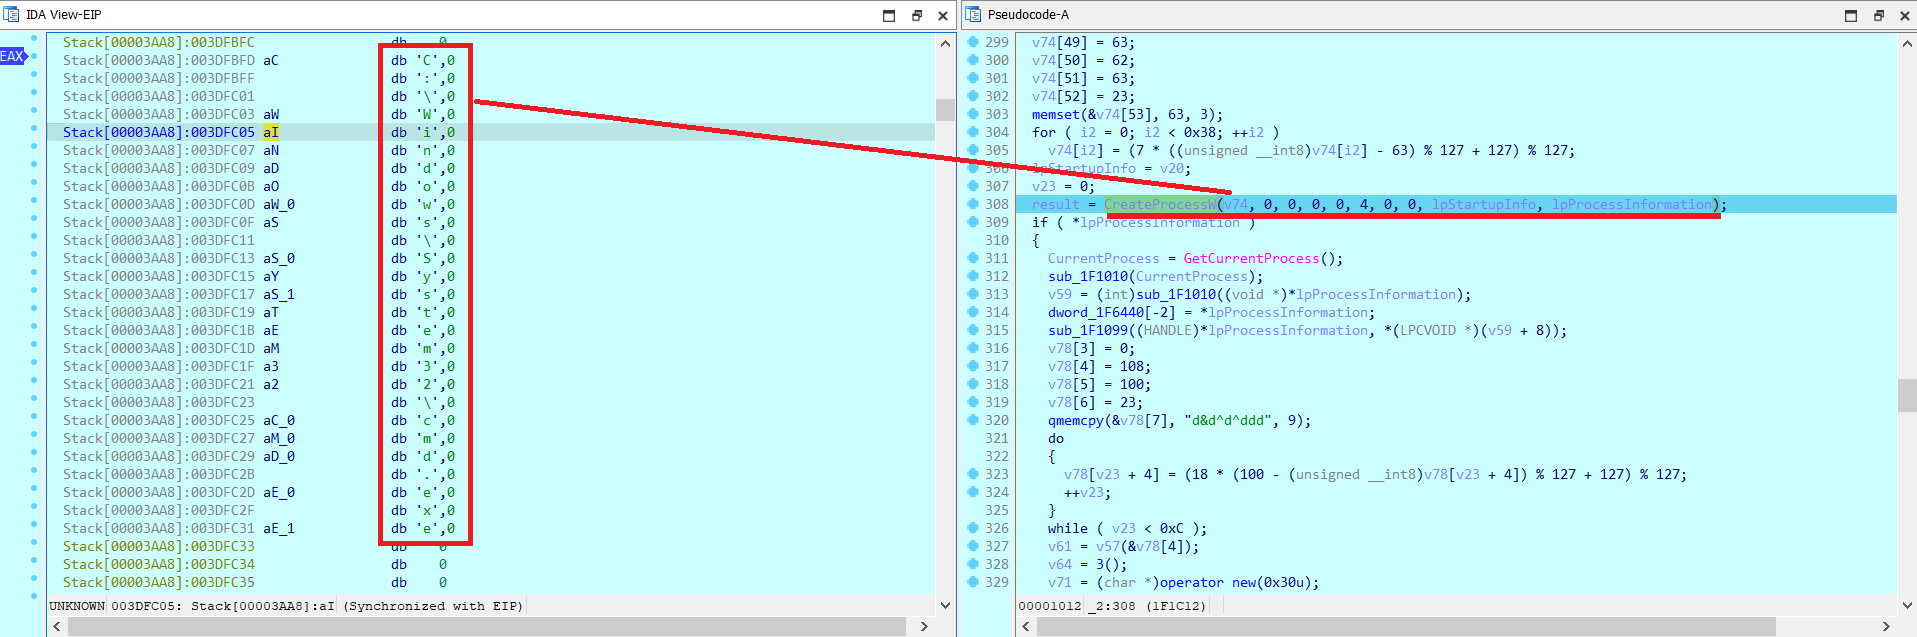 IDA View-EIP
EAX
Stack[00003AA8]:003DFBFC db 0
Stack[00003AA8]:003DFBFD aC db 'C',0
Stack[00003AA8]:003DFBFF db ':',0
Stack[00003AA8]:003DFC01 db '\',0
Stack[00003AA8]:003DFC03 aW db 'W',0
Stack[00003AA8]:003DFC05 aI db 'i',0
Stack[00003AA8]:003DFC07 aN db 'n',0
Stack[00003AA8]:003DFC09 aD db 'd',0
Stack[00003AA8]:003DFC0B aO db 'o',0
Stack[00003AA8]:003DFC0D aW_0 db 'w',0
Stack[00003AA8]:003DFC0F aS db 's',0
Stack[00003AA8]:003DFC11 db '\',0
Stack[00003AA8]:003DFC13 aS_0 db 'S',0
Stack[00003AA8]:003DFC15 aY db 'y',0
Stack[00003AA8]:003DFC17 aS_1 db 's',0
Stack[00003AA8]:003DFC19 aT db 't',0
Stack[00003AA8]:003DFC1B aE db 'e',0
Stack[00003AA8]:003DFC1D aM db 'm',0
Stack[00003AA8]:003DFC1F a3 db '3',0
Stack[00003AA8]:003DFC21 a2 db '2',0
Stack[00003AA8]:003DFC23 db '\',0
Stack[00003AA8]:003DFC25 aC_0 db 'c',0
Stack[00003AA8]:003DFC27 aM_0 db 'm',0
Stack[00003AA8]:003DFC29 aD_0 db 'd',0
Stack[00003AA8]:003DFC2B db '.',0
Stack[00003AA8]:003DFC2D aE_0 db 'e',0
Stack[00003AA8]:003DFC2F db 'x',0
Stack[00003AA8]:003DFC31 aE_1 db 'e',0
Stack[00003AA8]:003DFC33 db 0
Stack[00003AA8]:003DFC34 db 0
Stack[00003AA8]:003DFC35 db 0
UNKNOWN 003DFC05: Stack[00003AA8]:aI (Synchronized with EIP)
Pseudocode-A
299 v74[49] = 63;
300 v74[50] = 62;
301 v74[51] = 63;
302 v74[52] = 23;
303 memset(&v74[53], 63, 3);
304 for ( i2 = 0; i2 < 0x38; ++i2 )
305 v74[i2] = (7 * ((unsigned __int8)v74[i2] - 63) % 127 + 127) % 127;
306 lpStartupInfo = v20;
307 v23 = 0;
308 result = CreateProcessW(v74, 0, 0, 0, 0, 4, 0, 0, lpStartupInfo, lpProcessInformation);
309 if ( *lpProcessInformation )
310 {
311 CurrentProcess = GetCurrentProcess();
312 sub_1F1010(CurrentProcess);
313 v59 = (int)sub_1F1010((void *)*lpProcessInformation);
314 dword_1F6440[-2] = *lpProcessInformation;
315 sub_1F1099((HANDLE)*lpProcessInformation, *(LPCVOID *)(v59 + 8));
316 v78[3] = 0;
317 v78[4] = 108;
318 v78[5] = 100;
319 v78[6] = 23;
320 qmemcpy(&v78[7], "d&d^d^ddd", 9);
321 do
322 {
323 v78[v23 + 4] = (18 * (100 - (unsigned __int8)v78[v23 + 4]) % 127 + 127) % 127;
324 ++v23;
325 }
326 while ( v23 < 0xC );
327 v61 = v57(&v78[4]);
328 v64 = 3();
329 v71 = (char *)operator new(0x30u);
00001012 _2:308 (1F1C12)